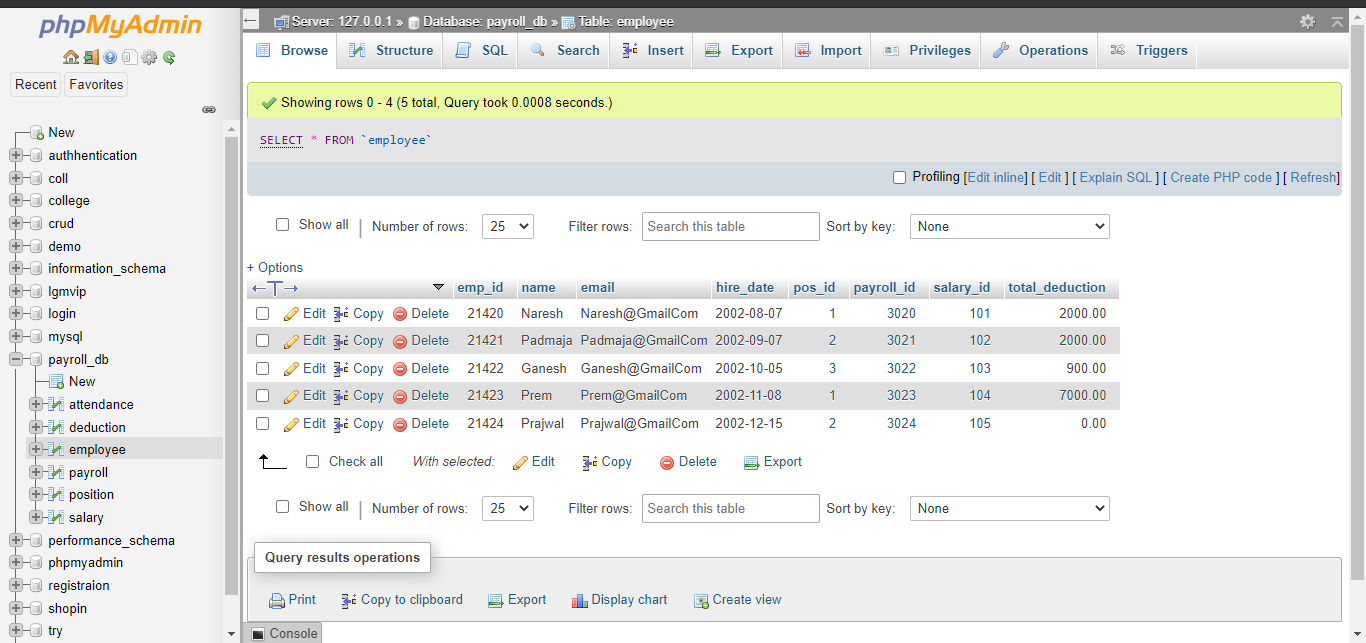 phpMyAdmin
Recent Favorites
New
authhentication
coll
college
crud
demo
information_schema
lgmvip
login
mysql
payroll_db
New
attendance
deduction
employee
payroll
position
salary
performance_schema
phpmyadmin
registraion
shopin
try
Server: 127.0.0.1 » Database: payroll_db » Table: employee
Browse Structure SQL Search Insert Export Import Privileges Operations Triggers
Showing rows 0 - 4 (5 total, Query took 0.0008 seconds.)
SELECT * FROM `employee`
Profiling [Edit inline] [ Edit ] [ Explain SQL ] [ Create PHP code ] [ Refresh]
Show all | Number of rows: 25 Filter rows: Search this table Sort by key: None
+ Options
←T→ emp_id name email hire_date pos_id payroll_id salary_id total_deduction
Edit Copy Delete 21420 Naresh Naresh@GmailCom 2002-08-07 1 3020 101 2000.00
Edit Copy Delete 21421 Padmaja Padmaja@GmailCom 2002-09-07 2 3021 102 2000.00
Edit Copy Delete 21422 Ganesh Ganesh@GmailCom 2002-10-05 3 3022 103 900.00
Edit Copy Delete 21423 Prem Prem@GmailCom 2002-11-08 1 3023 104 7000.00
Edit Copy Delete 21424 Prajwal Prajwal@GmailCom 2002-12-15 2 3024 105 0.00
Check all With selected: Edit Copy Delete Export
Show all | Number of rows: 25 Filter rows: Search this table Sort by key: None
Query results operations
Print Copy to clipboard Export Display chart Create view
Console